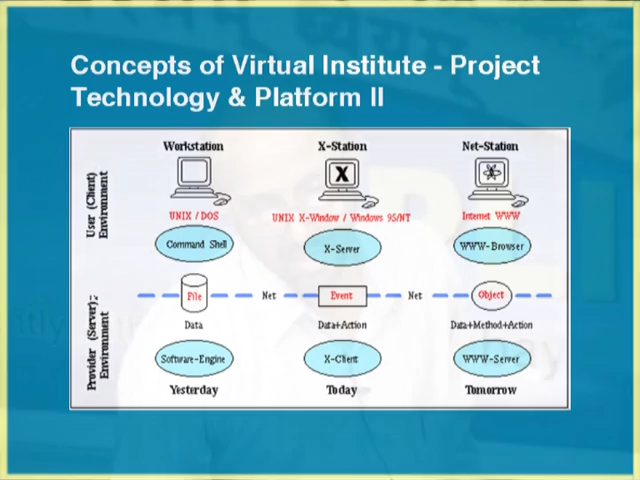 Concepts of Virtual Institute - Project
Technology & Platform II
Workstation X-Station Net-Station
User (Client)
Environment
X
UNIX / DOS UNIX X-Window / Windows 95/NT Internet WWW
Command Shell X-Server WWW-Browser
File Net Event Net Object
Data Data+Action Data+Method+Action
Provider (Server);
Environment
Software-Engine X-Client WWW-Server
Yesterday Today Tomorrow